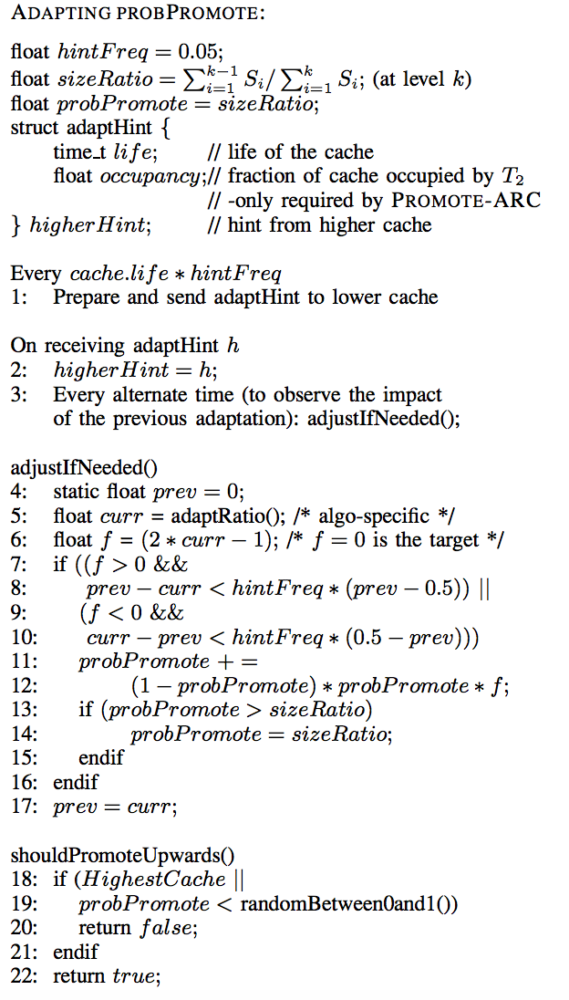 ADAPTING PROBPROMOTE:
float hintFreq = 0.05;
float sizeRatio = ∑_{i=1}^{k−1} S_i / ∑_{i=1}^{k} S_i; (at level k)
float probPromote = sizeRatio;
struct adaptHint {
time_t life; // life of the cache
float occupancy;// fraction of cache occupied by T_2
// -only required by PROMOTE-ARC
} higherHint; // hint from higher cache
Every cache.life ∗ hintFreq
1: Prepare and send adaptHint to lower cache
On receiving adaptHint h
2: higherHint = h;
3: Every alternate time (to observe the impact
of the previous adaptation): adjustIfNeeded();
adjustIfNeeded()
4: static float prev = 0;
5: float curr = adaptRatio(); /* algo-specific */
6: float f = (2 ∗ curr − 1); /* f = 0 is the target */
7: if ((f > 0 &&
8: prev − curr < hintFreq ∗ (prev − 0.5)) ||
9: (f < 0 &&
10: curr − prev < hintFreq ∗ (0.5 − prev)))
11: probPromote + =
12: (1 − probPromote) ∗ probPromote ∗ f;
13: if (probPromote > sizeRatio)
14: probPromote = sizeRatio;
15: endif
16: endif
17: prev = curr;
shouldPromoteUpwards()
18: if (HighestCache ||
19: probPromote < randomBetween0and1())
20: return false;
21: endif
22: return true;